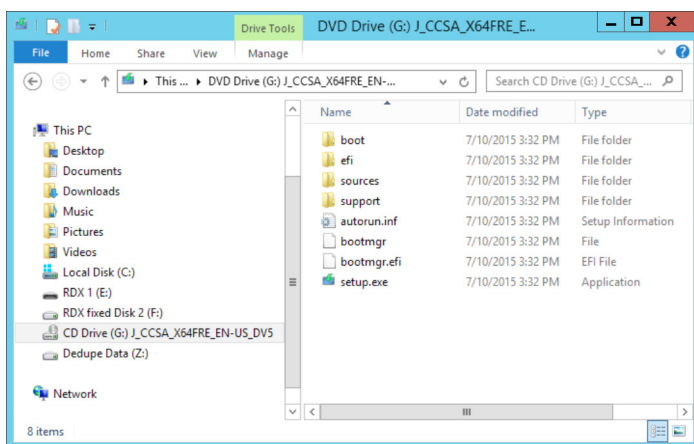 Drive Tools
DVD Drive (G:) J_CCSA_X64FRE_E...
File Home Share View Manage
This ... DVD Drive (G:) J_CCSA_X64FRE_EN-...
Search CD Drive (G:) J_CCSA_...
Name Date modified Type
This PC
Desktop
Documents
Downloads
Music
Pictures
Videos
Local Disk (C:)
RDX 1 (E:)
RDX fixed Disk 2 (F:)
CD Drive (G:) J_CCSA_X64FRE_EN-US_DV5
Dedupe Data (Z:)
Network
boot 7/10/2015 3:32 PM File folder
efi 7/10/2015 3:32 PM File folder
sources 7/10/2015 3:32 PM File folder
support 7/10/2015 3:32 PM File folder
autorun.inf 7/10/2015 3:32 PM Setup Information
bootmgr 7/10/2015 3:32 PM File
bootmgr.efi 7/10/2015 3:32 PM EFI File
setup.exe 7/10/2015 3:32 PM Application
8 items